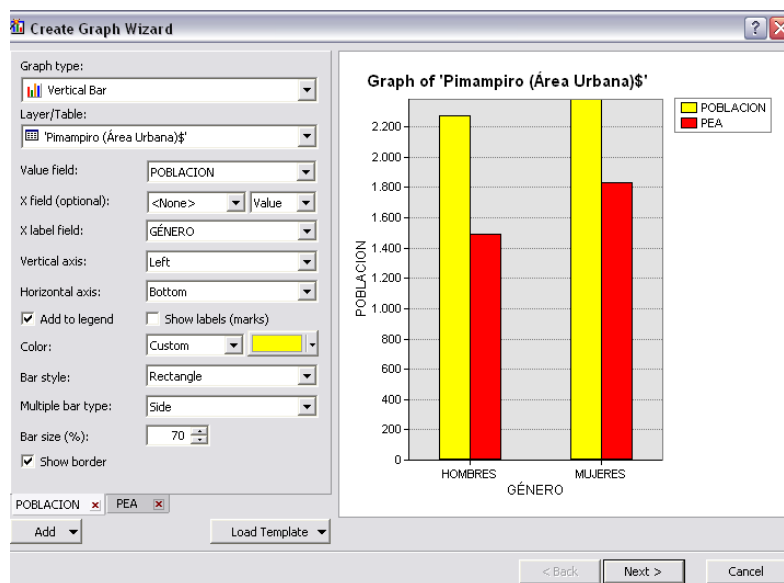 Create Graph Wizard
Graph type:
Vertical Bar
Layer/Table:
'Pimampiro (Área Urbana)$'
Value field:
POBLACION
X field (optional):
<None>
Value
X label field:
GÉNERO
Vertical axis:
Left
Horizontal axis:
Bottom
Add to legend
Show labels (marks)
Color:
Custom
Bar style:
Rectangle
Multiple bar type:
Side
Bar size (%):
70
Show border
POBLACION
PEA
Add
Load Template
Graph of 'Pimampiro (Área Urbana)$'
POBLACION
PEA
2.200
2.000
1.800
1.600
1.400
1.200
1.000
800
600
400
200
0
POBLACION
HOMBRES
MUJERES
GÉNERO
< Back
Next >
Cancel